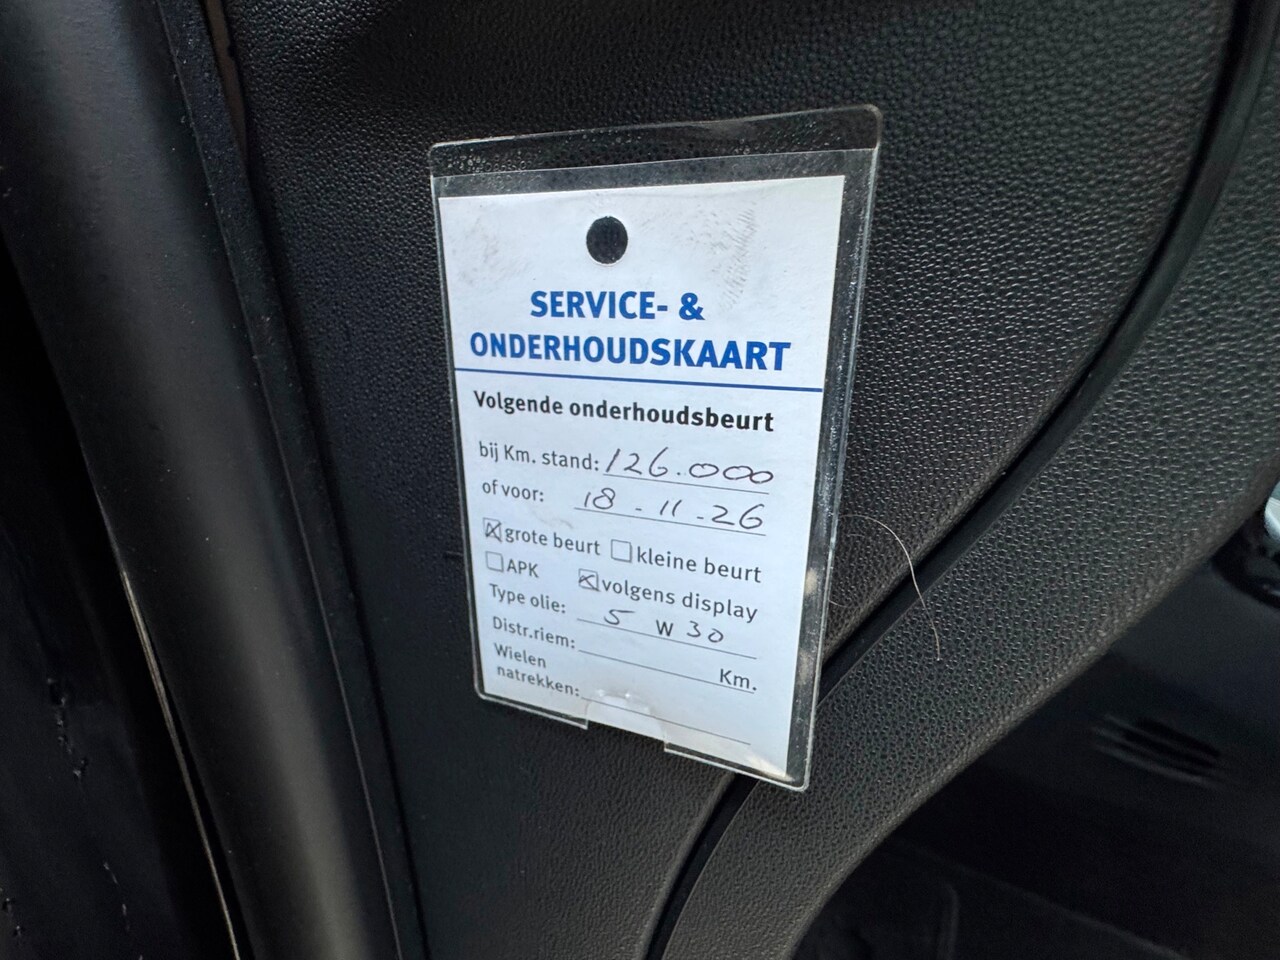 SERVICE- &
ONDERHOUDSKAART
Volgende onderhoudsbeurt
bij Km. stand: 126.000
of voor: 18 - 11 - 26
grote beurt kleine beurt
APK volgens display
Type olie: 5 W 30
Distr.riem: Km.
Wielen
natrekken: